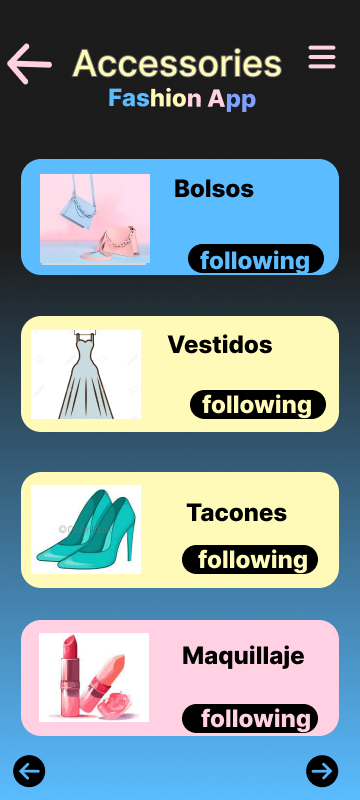 Accessories
Fashion App
Bolsos
following
Vestidos
following
Tacones
following
Maquillaje
following